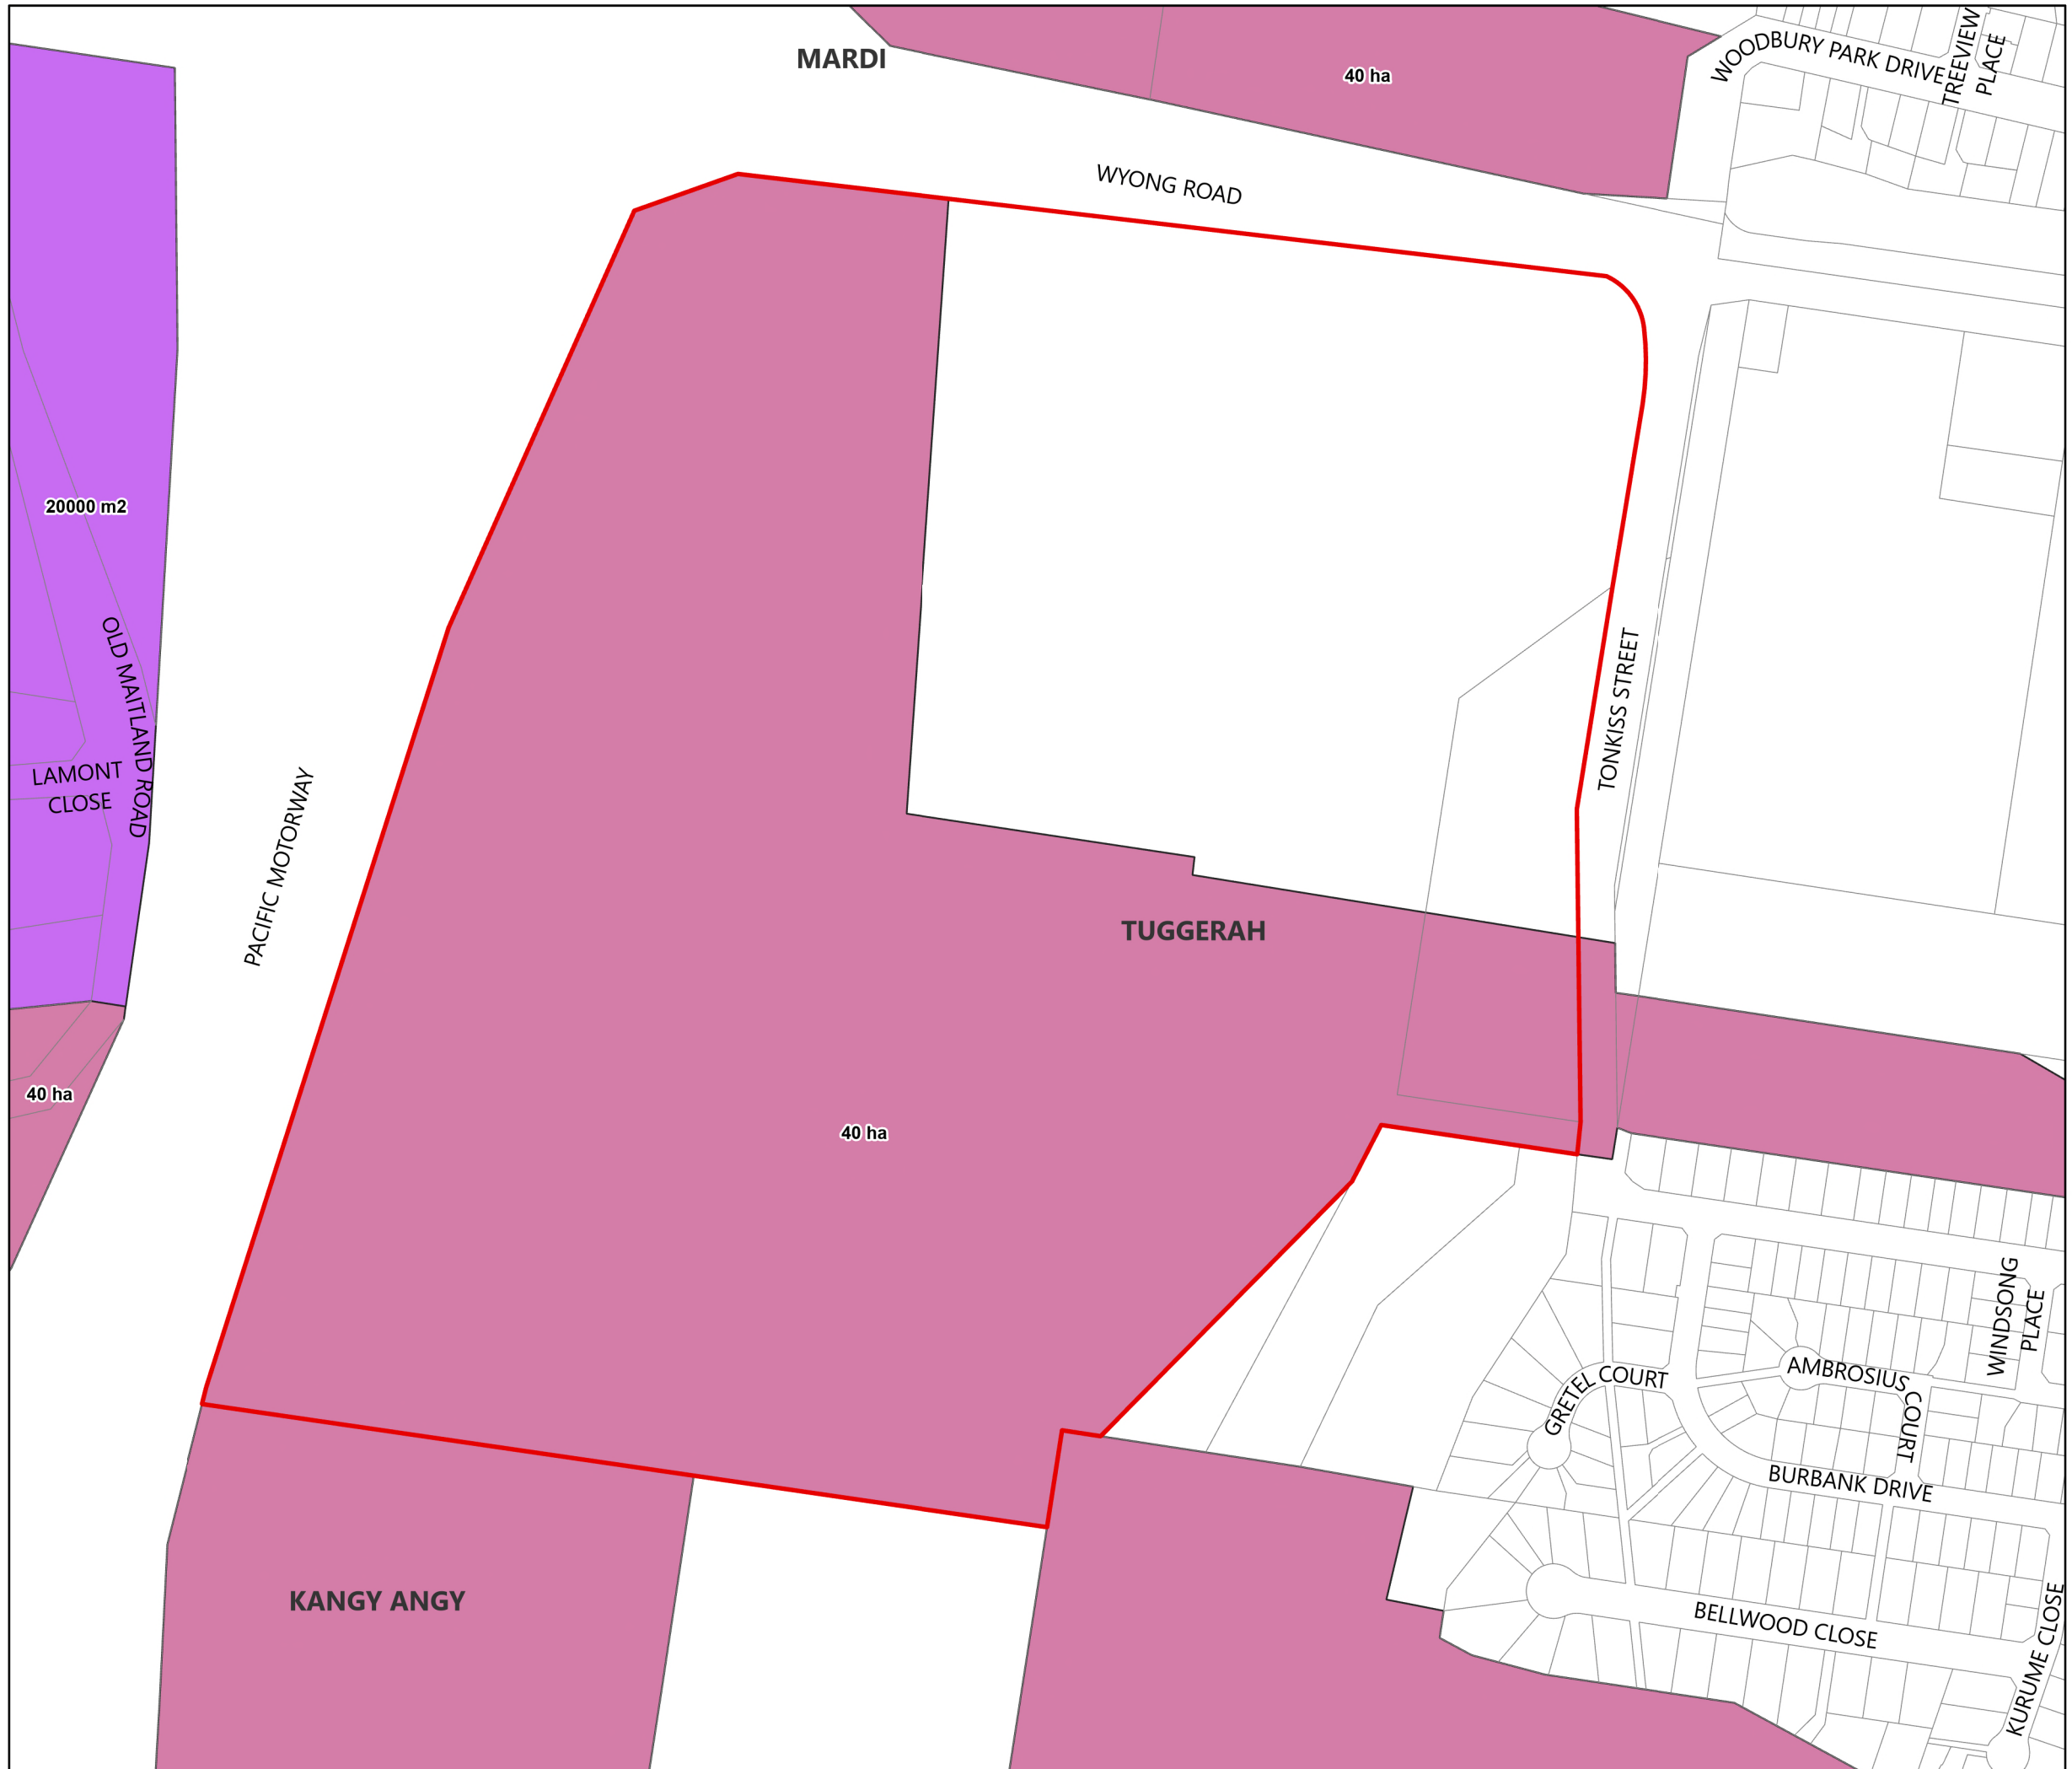 MARDI
40 ha
WOODBURY PARK DRIVE
TREEVIEW
PLACE
WYONG ROAD
20000 m2
OLD MAITLAND ROAD
LAMONT
CLOSE
PACIFIC MOTORWAY
TONKISS STREET
TUGGERAH
40 ha
40 ha
WINDSONG
PLACE
GRETEL COURT
AMBROSIUS
COURT
BURBANK DRIVE
KANGY ANGY
BELLWOOD CLOSE
KURUME CLOSE